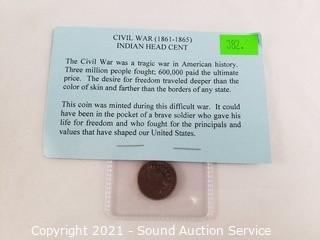 CIVIL WAR (1861-1865)
INDIAN HEAD CENT
382.
The Civil War was a tragic war in American history.
Three million people fought; 600,000 paid the ultimate
price. The desire for freedom traveled deeper than the
color of skin and farther than the borders of any state.
This coin was minted during this difficult war. It could
have been in the pocket of a brave soldier who gave his
life for freedom and who fought for the principals and
values that have shaped our United States.
Copyright 2021 - Sound Auction Service